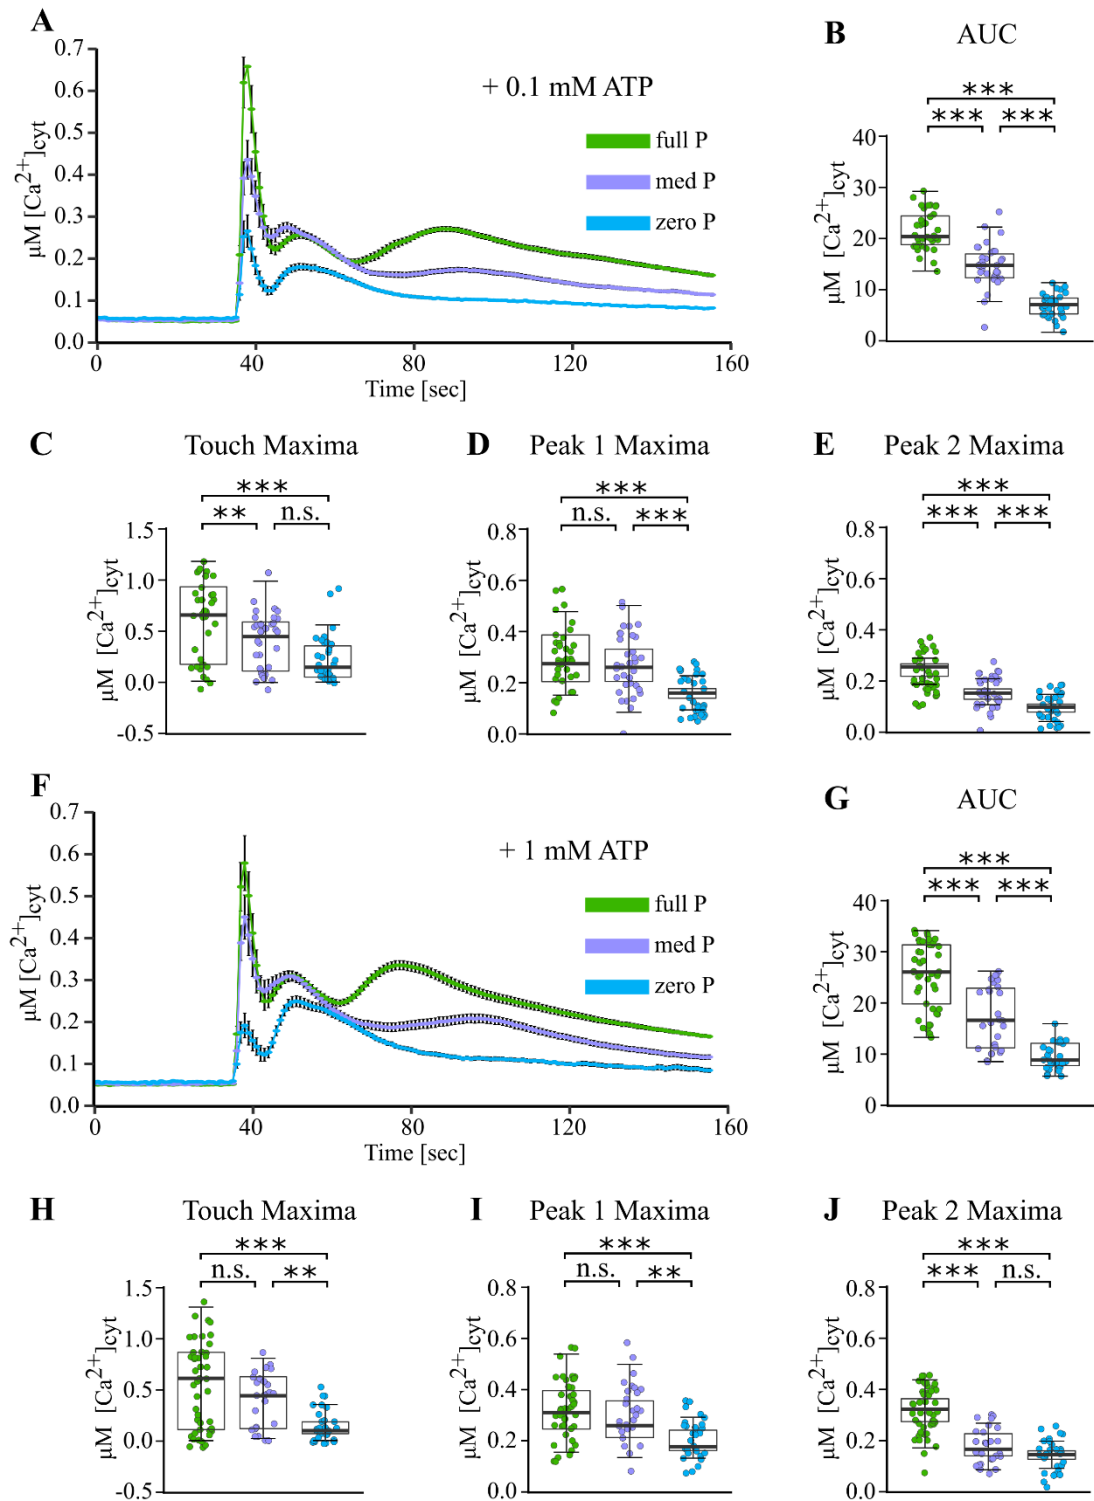 A
+ 0.1 mM ATP
full P
med P
zero P
µM [Ca2+]cyt
0.7
0.6
0.5
0.4
0.3
0.2
0.1
0.0
0
40
80
120
160
Time [sec]
B
AUC
***
*** ***
µM [Ca2+]cyt
40
30
20
10
0
C
Touch Maxima
***
** n.s.
µM [Ca2+]cyt
1.5
1.0
0.5
0.0
-0.5
D
Peak 1 Maxima
***
n.s. ***
µM [Ca2+]cyt
0.8
0.6
0.4
0.2
0.0
E
Peak 2 Maxima
***
*** ***
µM [Ca2+]cyt
0.8
0.6
0.4
0.2
0.0
F
+ 1 mM ATP
full P
med P
zero P
µM [Ca2+]cyt
0.7
0.6
0.5
0.4
0.3
0.2
0.1
0.0
0
40
80
120
160
Time [sec]
G
AUC
***
*** ***
µM [Ca2+]cyt
40
30
20
10
0
H
Touch Maxima
***
n.s. **
µM [Ca2+]cyt
1.5
1.0
0.5
0.0
-0.5
I
Peak 1 Maxima
***
n.s. **
µM [Ca2+]cyt
0.8
0.6
0.4
0.2
0.0
J
Peak 2 Maxima
***
*** n.s.
µM [Ca2+]cyt
0.8
0.6
0.4
0.2
0.0